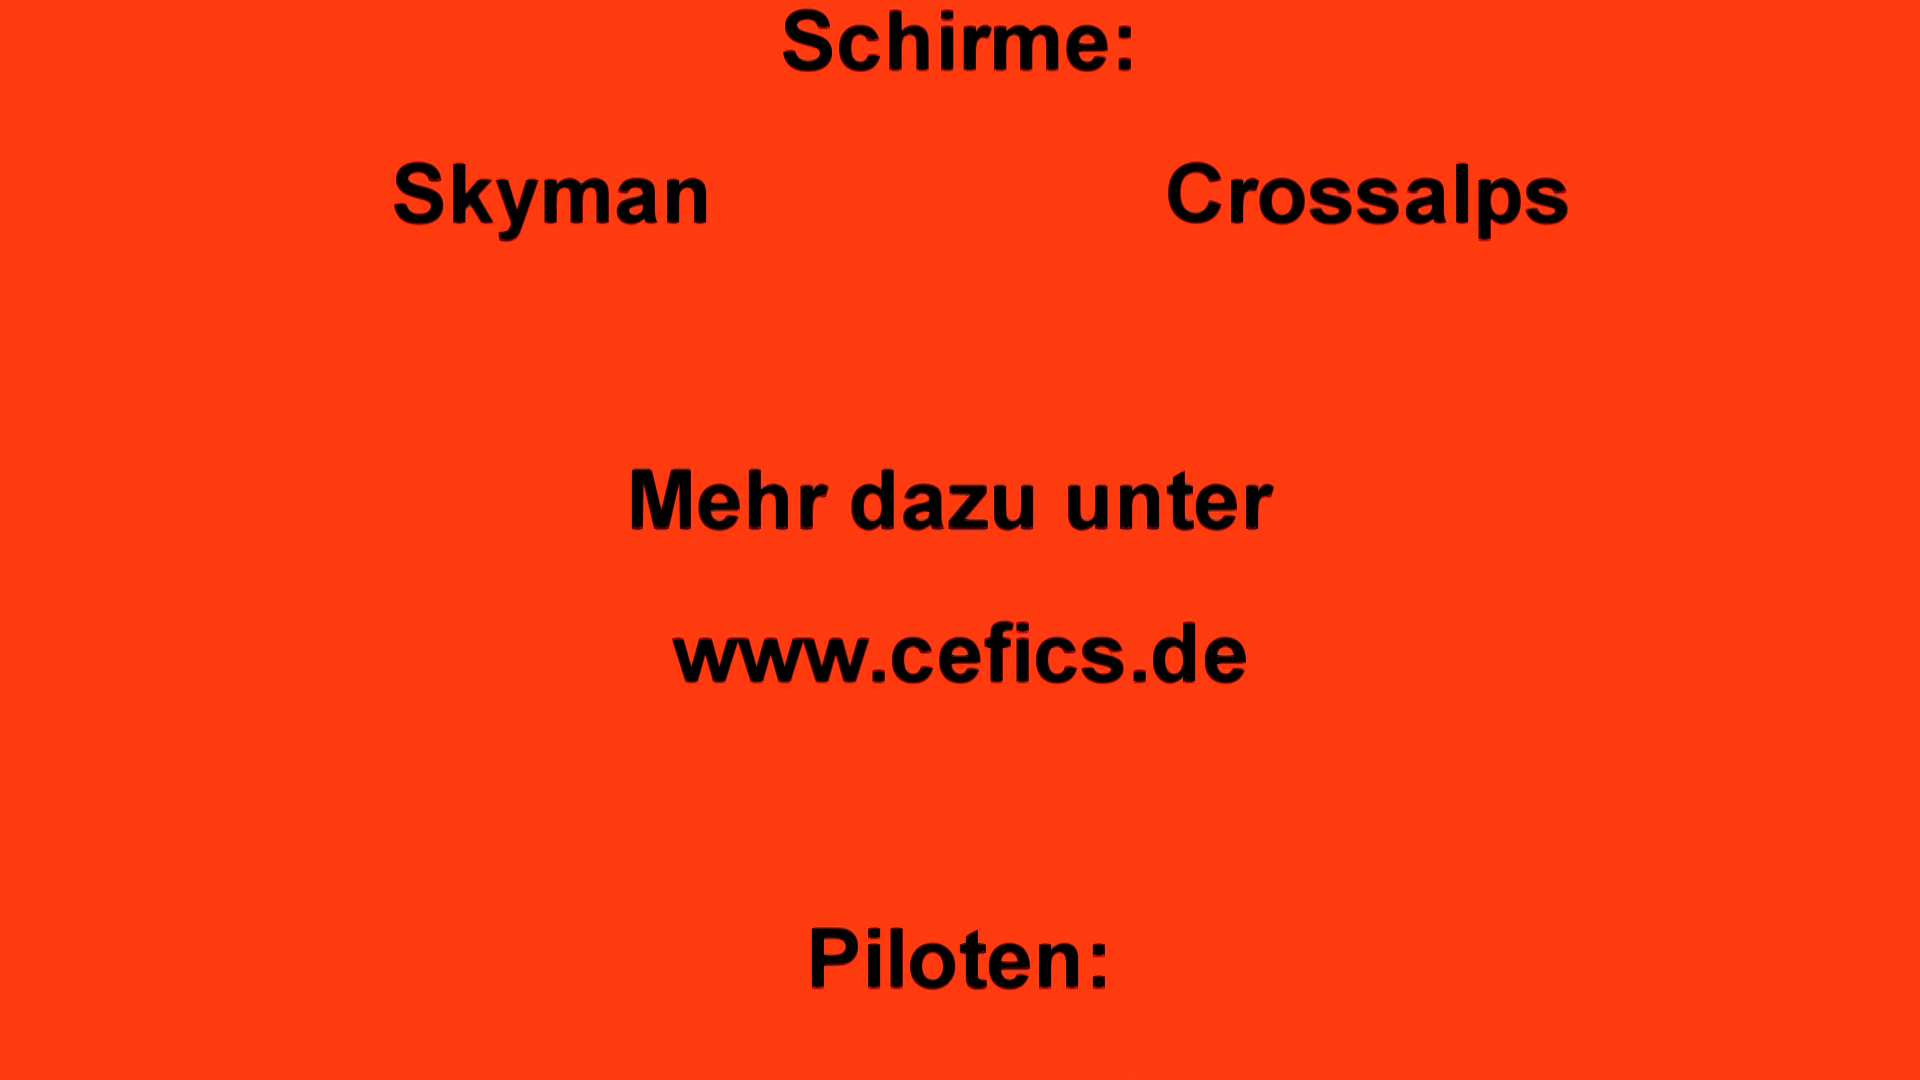 Schirme:
Skyman Crossalps
Mehr dazu unter
www.cefics.de
Piloten: